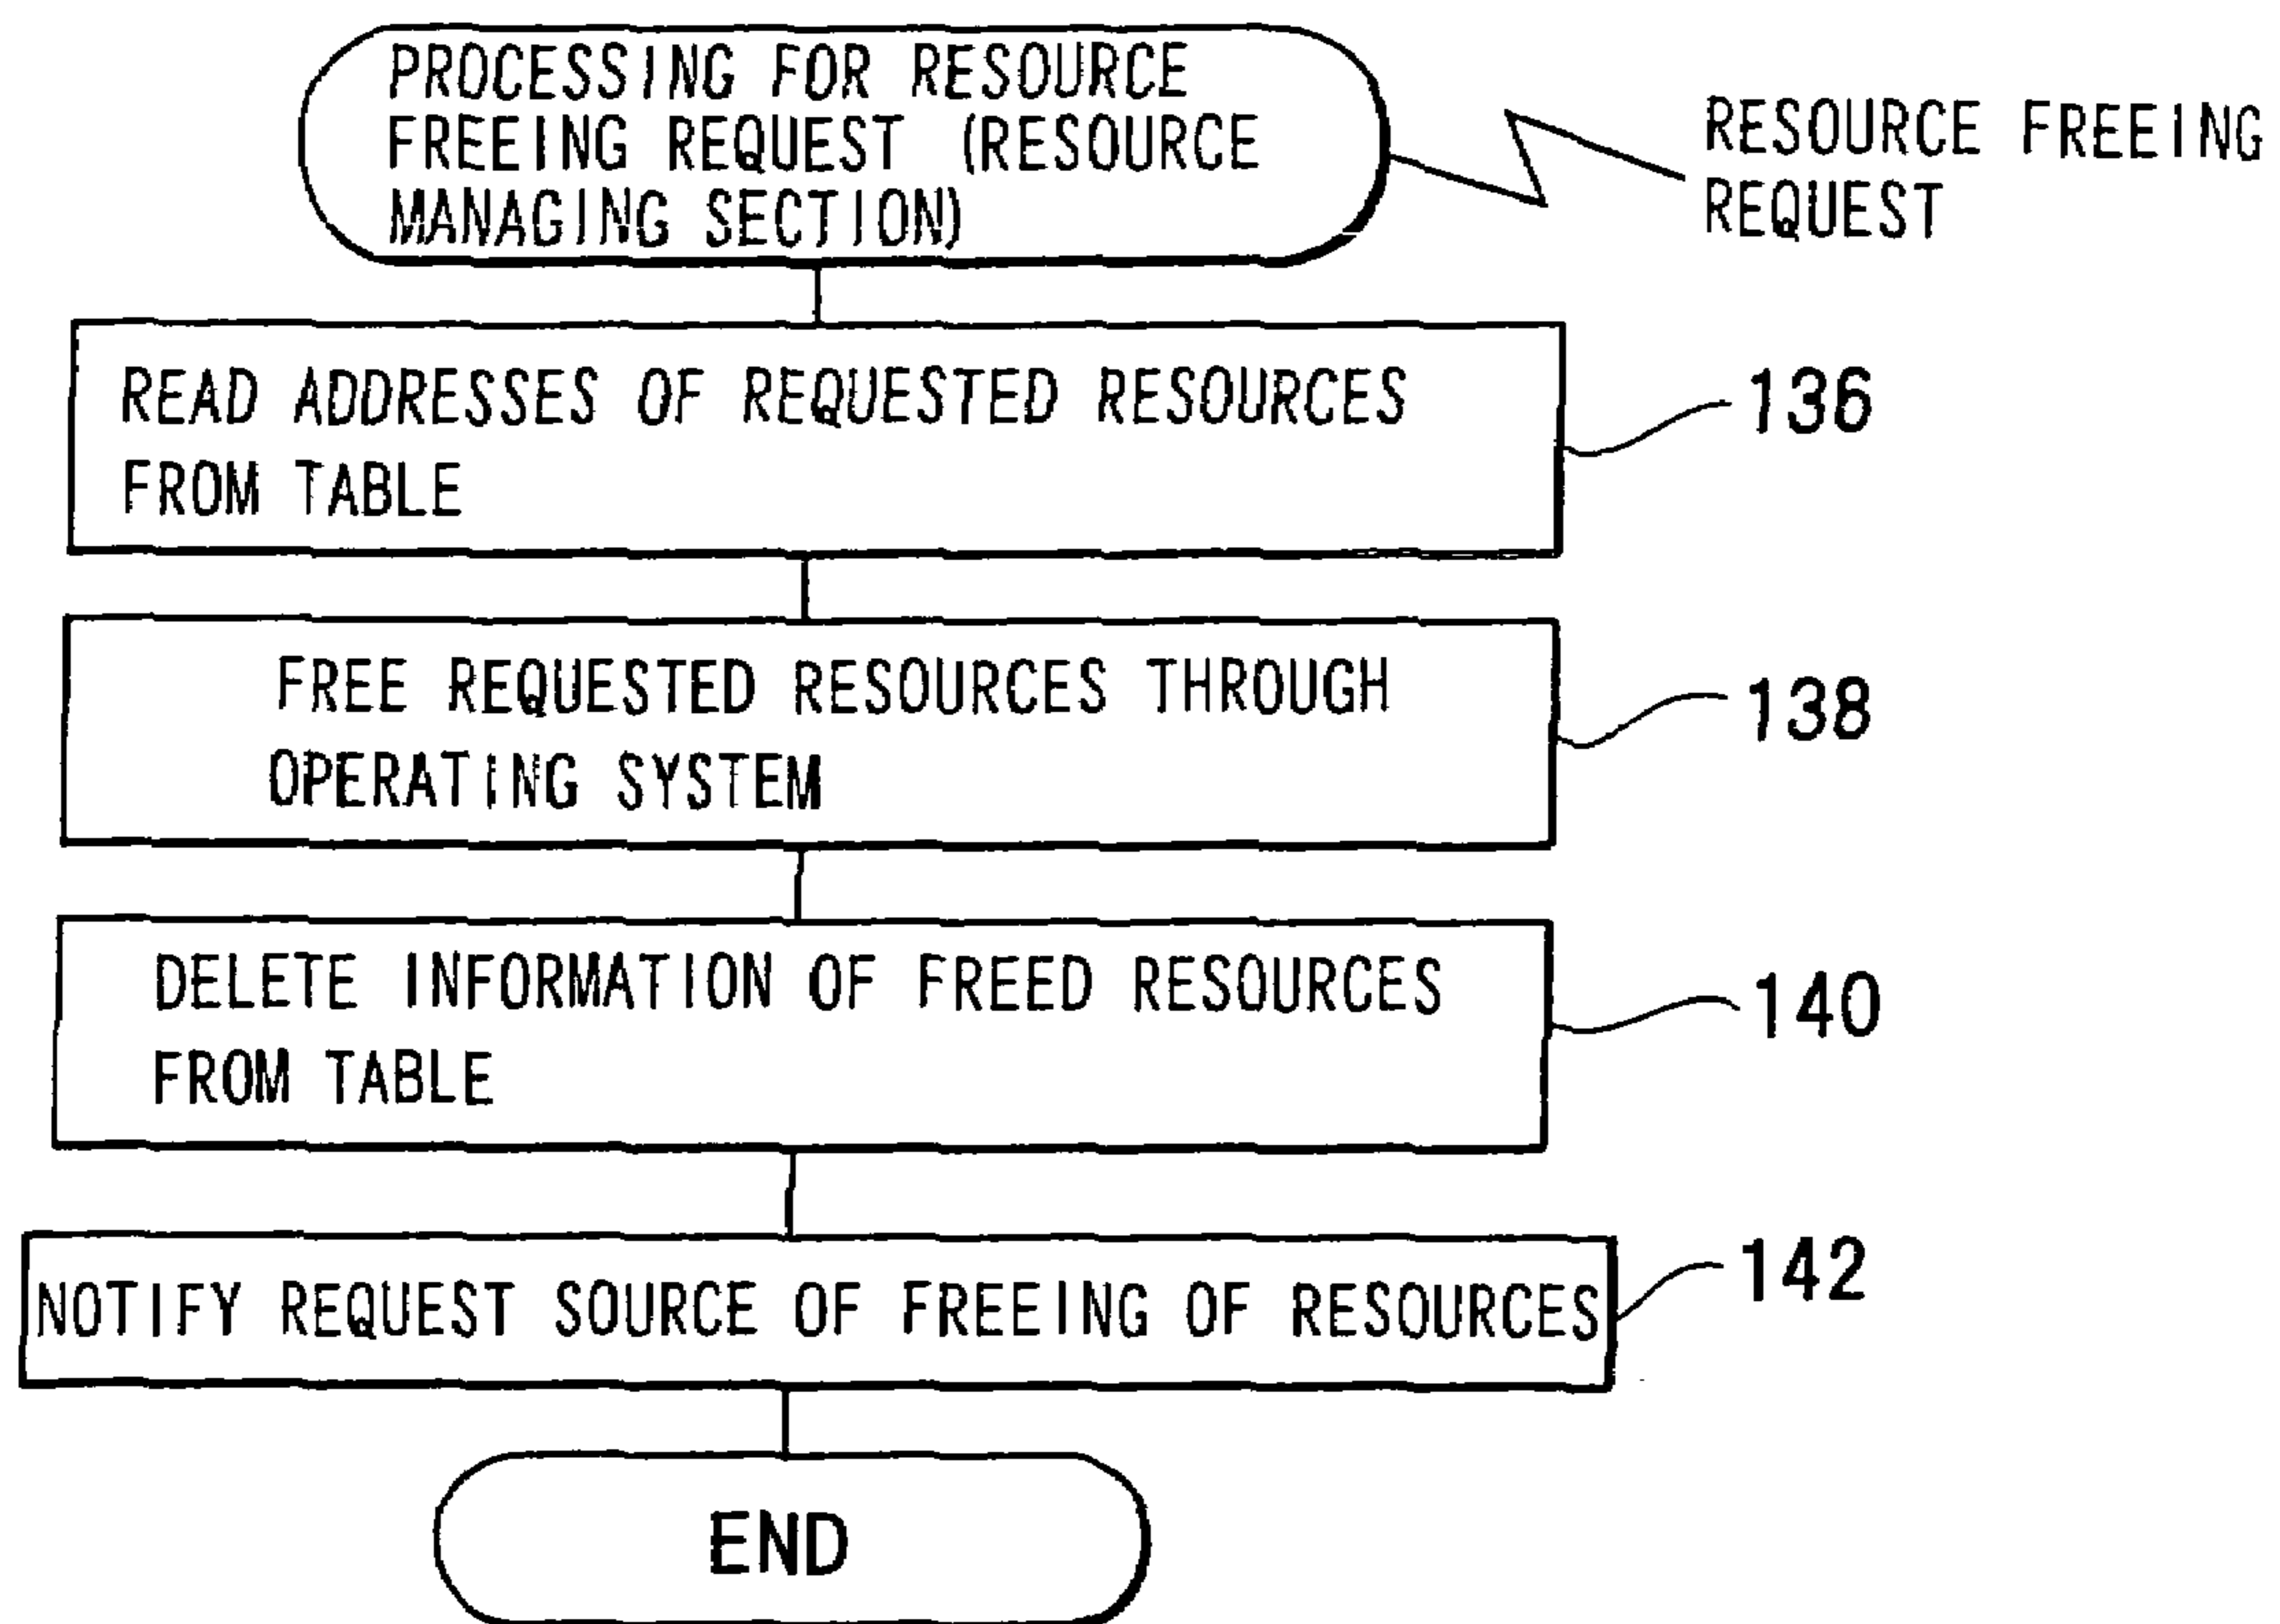 PROCESSING FOR RESOURCE
FREEING REQUEST (RESOURCE
MANAGING SECTION)
RESOURCE FREEING
REQUEST
READ ADDRESSES OF REQUESTED RESOURCES
FROM TABLE
136
FREE REQUESTED RESOURCES THROUGH
OPERATING SYSTEM
138
DELETE INFORMATION OF FREED RESOURCES
FROM TABLE
140
NOTIFY REQUEST SOURCE OF FREEING OF RESOURCES
142
END